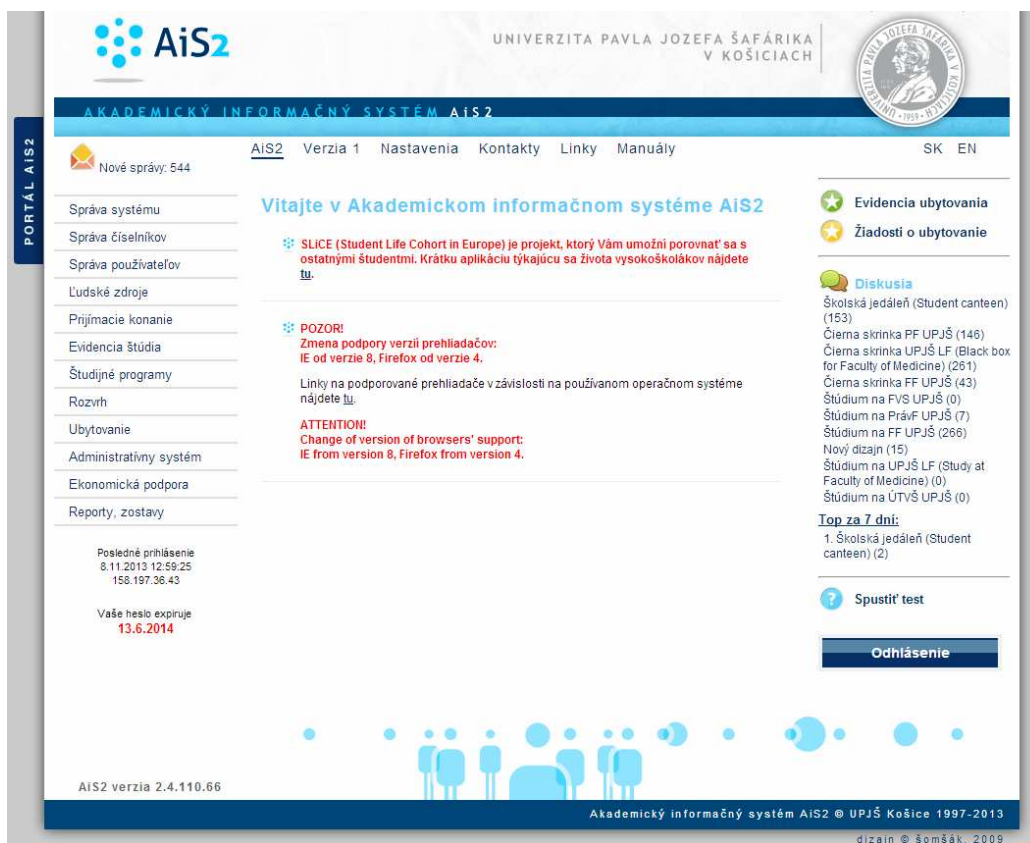 AiS2
UNIVERZITA PAVLA JOZEFA ŠAFÁRIKA
V KOŠICIACH
UNIVERZITA PAVLA JOZEFA ŠAFÁRIKA V KOŠICIACH
· 1959 ·
AKADEMICKÝ INFORMAČNÝ SYSTÉM AiS2
PORTÁL AiS2
Nové správy: 544
AiS2 Verzia 1 Nastavenia Kontakty Linky Manuály
SK EN
Správa systému
Správa číselníkov
Správa používateľov
Ľudské zdroje
Prijímacie konanie
Evidencia štúdia
Študijné programy
Rozvrh
Ubytovanie
Administratívny systém
Ekonomická podpora
Reporty, zostavy
Posledné prihlásenie
8.11.2013 12:59:25
158.197.36.43
Vaše heslo expiruje
13.6.2014
Vitajte v Akademickom informačnom systéme AiS2
SLiCE (Student Life Cohort in Europe) je projekt, ktorý Vám umožní porovnať sa s
ostatnými študentmi. Krátku aplikáciu týkajúcu sa života vysokoškolákov nájdete
tu.
POZOR!
Zmena podpory verzií prehliadačov:
IE od verzie 8, Firefox od verzie 4.
Linky na podporované prehliadače v závislosti na používanom operačnom systéme
nájdete tu.
ATTENTION!
Change of version of browsers' support:
IE from version 8, Firefox from version 4.
Evidencia ubytovania
Žiadosti o ubytovanie
Diskusia
Školská jedáleň (Student canteen)
(153)
Čierna skrinka PF UPJŠ (146)
Čierna skrinka UPJŠ LF (Black box
for Faculty of Medicine) (261)
Čierna skrinka FF UPJŠ (43)
Štúdium na FVS UPJŠ (0)
Štúdium na PrávF UPJŠ (7)
Štúdium na FF UPJŠ (266)
Nový dizajn (15)
Štúdium na UPJŠ LF (Study at
Faculty of Medicine) (0)
Štúdium na ÚTVŠ UPJŠ (0)
Top za 7 dní:
1. Školská jedáleň (Student
canteen) (2)
Spustiť test
Odhlásenie
AiS2 verzia 2.4.110.66
Akademický informačný systém AiS2 © UPJŠ Košice 1997-2013
dizajn © šomšák, 2009